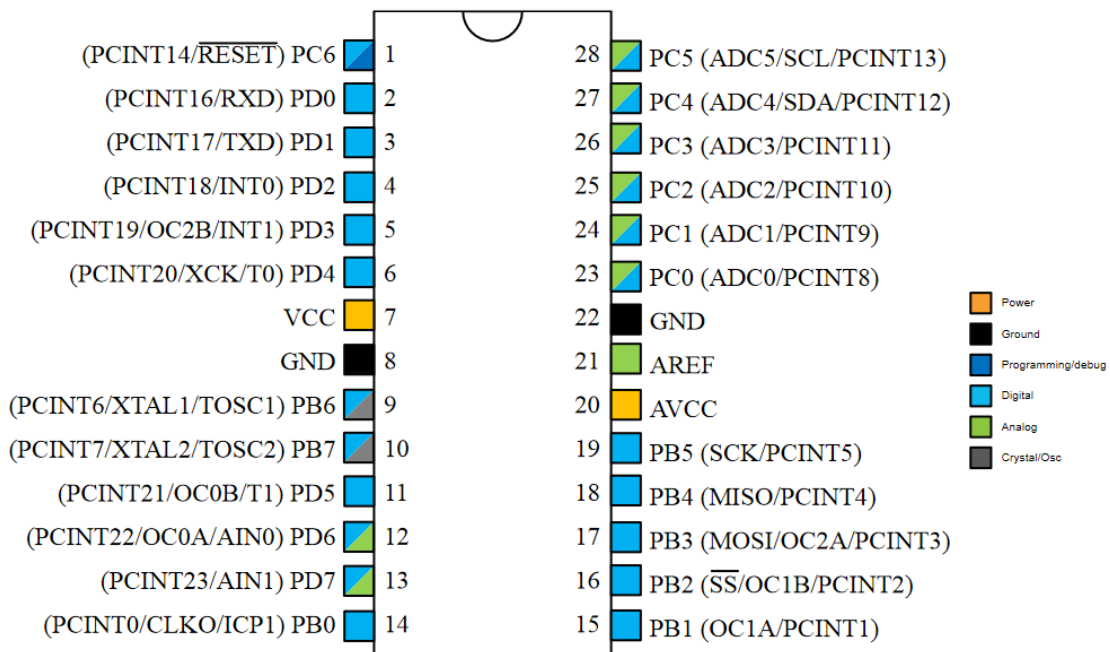 (PCINT14/RESET) PC6 1
(PCINT16/RXD) PD0 2
(PCINT17/TXD) PD1 3
(PCINT18/INT0) PD2 4
(PCINT19/OC2B/INT1) PD3 5
(PCINT20/XCK/T0) PD4 6
VCC 7
GND 8
(PCINT6/XTAL1/TOSC1) PB6 9
(PCINT7/XTAL2/TOSC2) PB7 10
(PCINT21/OC0B/T1) PD5 11
(PCINT22/OC0A/AIN0) PD6 12
(PCINT23/AIN1) PD7 13
(PCINT0/CLKO/ICP1) PB0 14
28 PC5 (ADC5/SCL/PCINT13)
27 PC4 (ADC4/SDA/PCINT12)
26 PC3 (ADC3/PCINT11)
25 PC2 (ADC2/PCINT10)
24 PC1 (ADC1/PCINT9)
23 PC0 (ADC0/PCINT8)
22 GND
21 AREF
20 AVCC
19 PB5 (SCK/PCINT5)
18 PB4 (MISO/PCINT4)
17 PB3 (MOSI/OC2A/PCINT3)
16 PB2 (SS/OC1B/PCINT2)
15 PB1 (OC1A/PCINT1)
Power
Ground
Programming/debug
Digital
Analog
Crystal/Osc